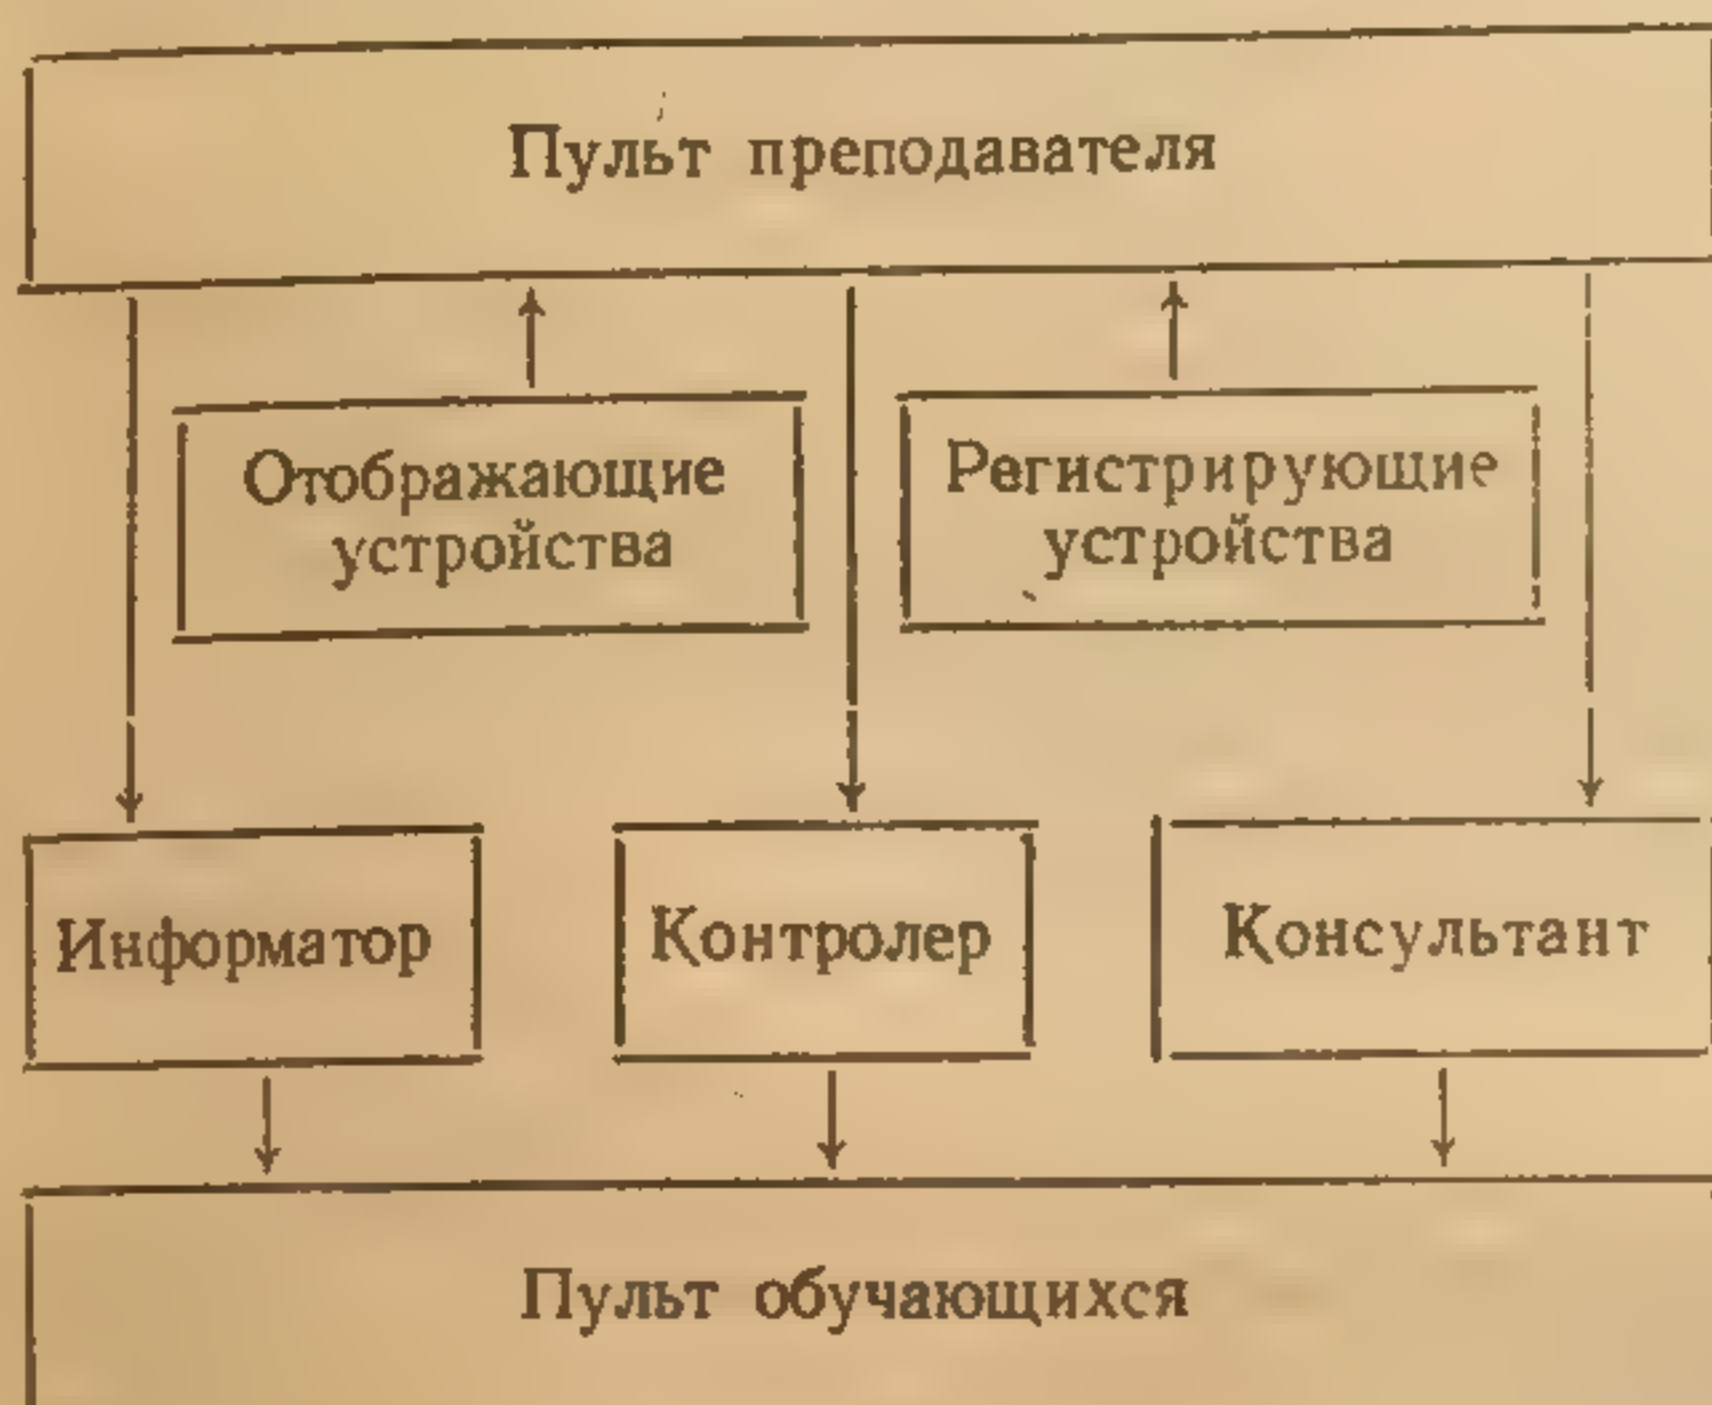 Пульт преподавателя
Отображающие
устройства
Регистрирующие
устройства
Информатор
Контролер
Консультант
Пульт обучающихся